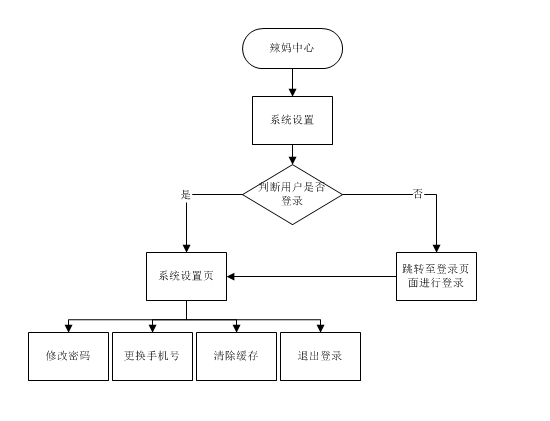 辣妈中心
系统设置
判断用户是否
登录
是
否
系统设置页
跳转至登录页
面进行登录
修改密码
更换手机号
清除缓存
退出登录